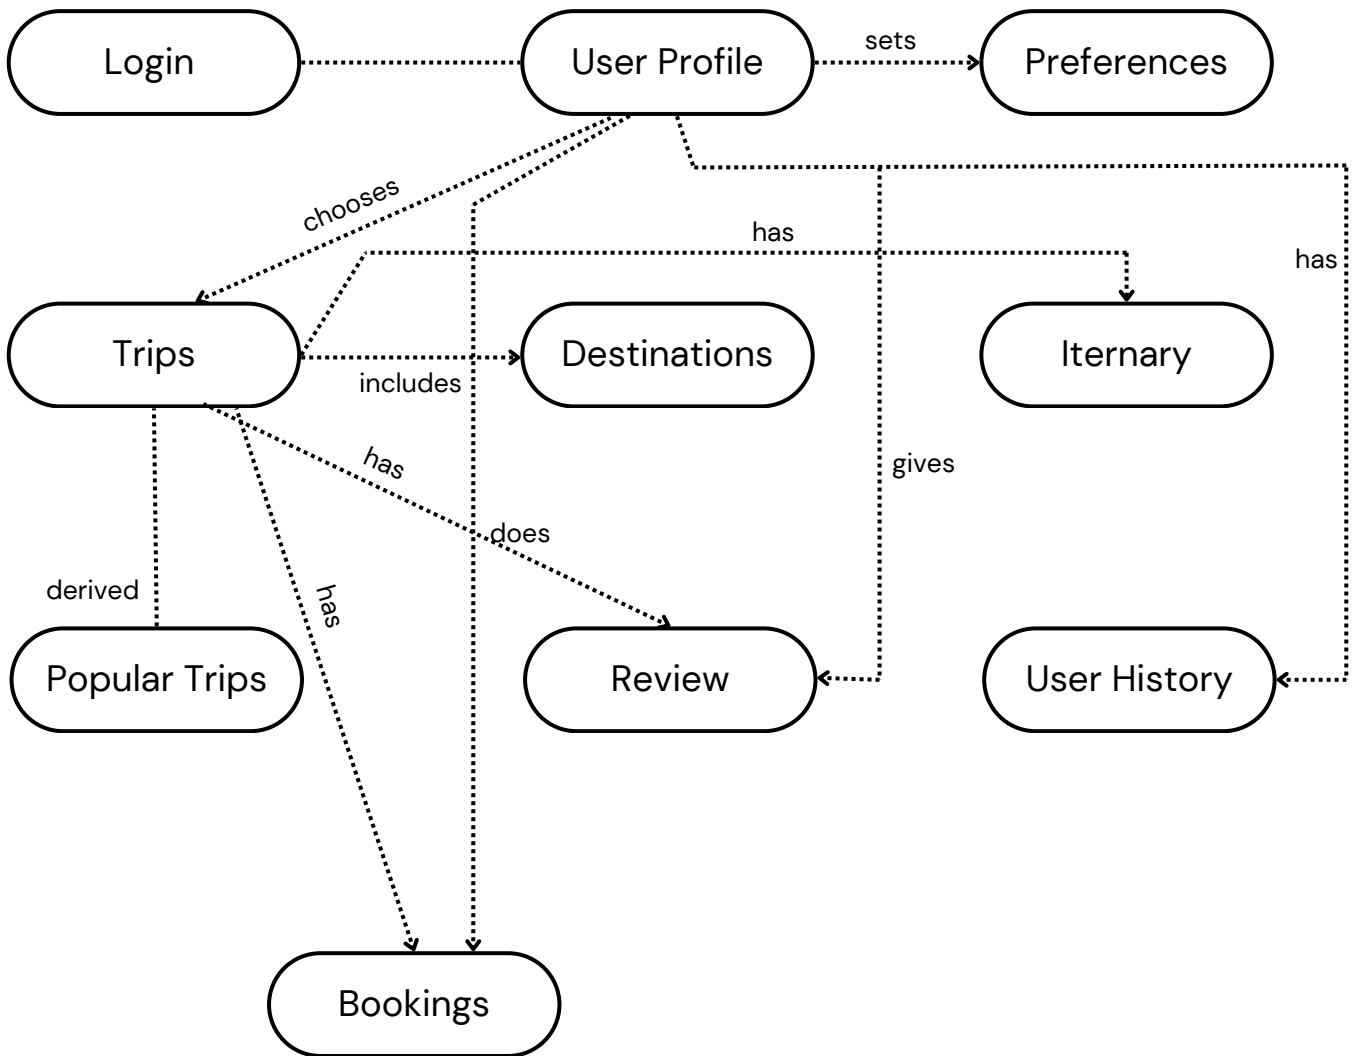 Login
User Profile
sets
Preferences
chooses
has
has
Trips
includes
Destinations
Iternary
has
gives
does
derived
has
Popular Trips
Review
User History
Bookings